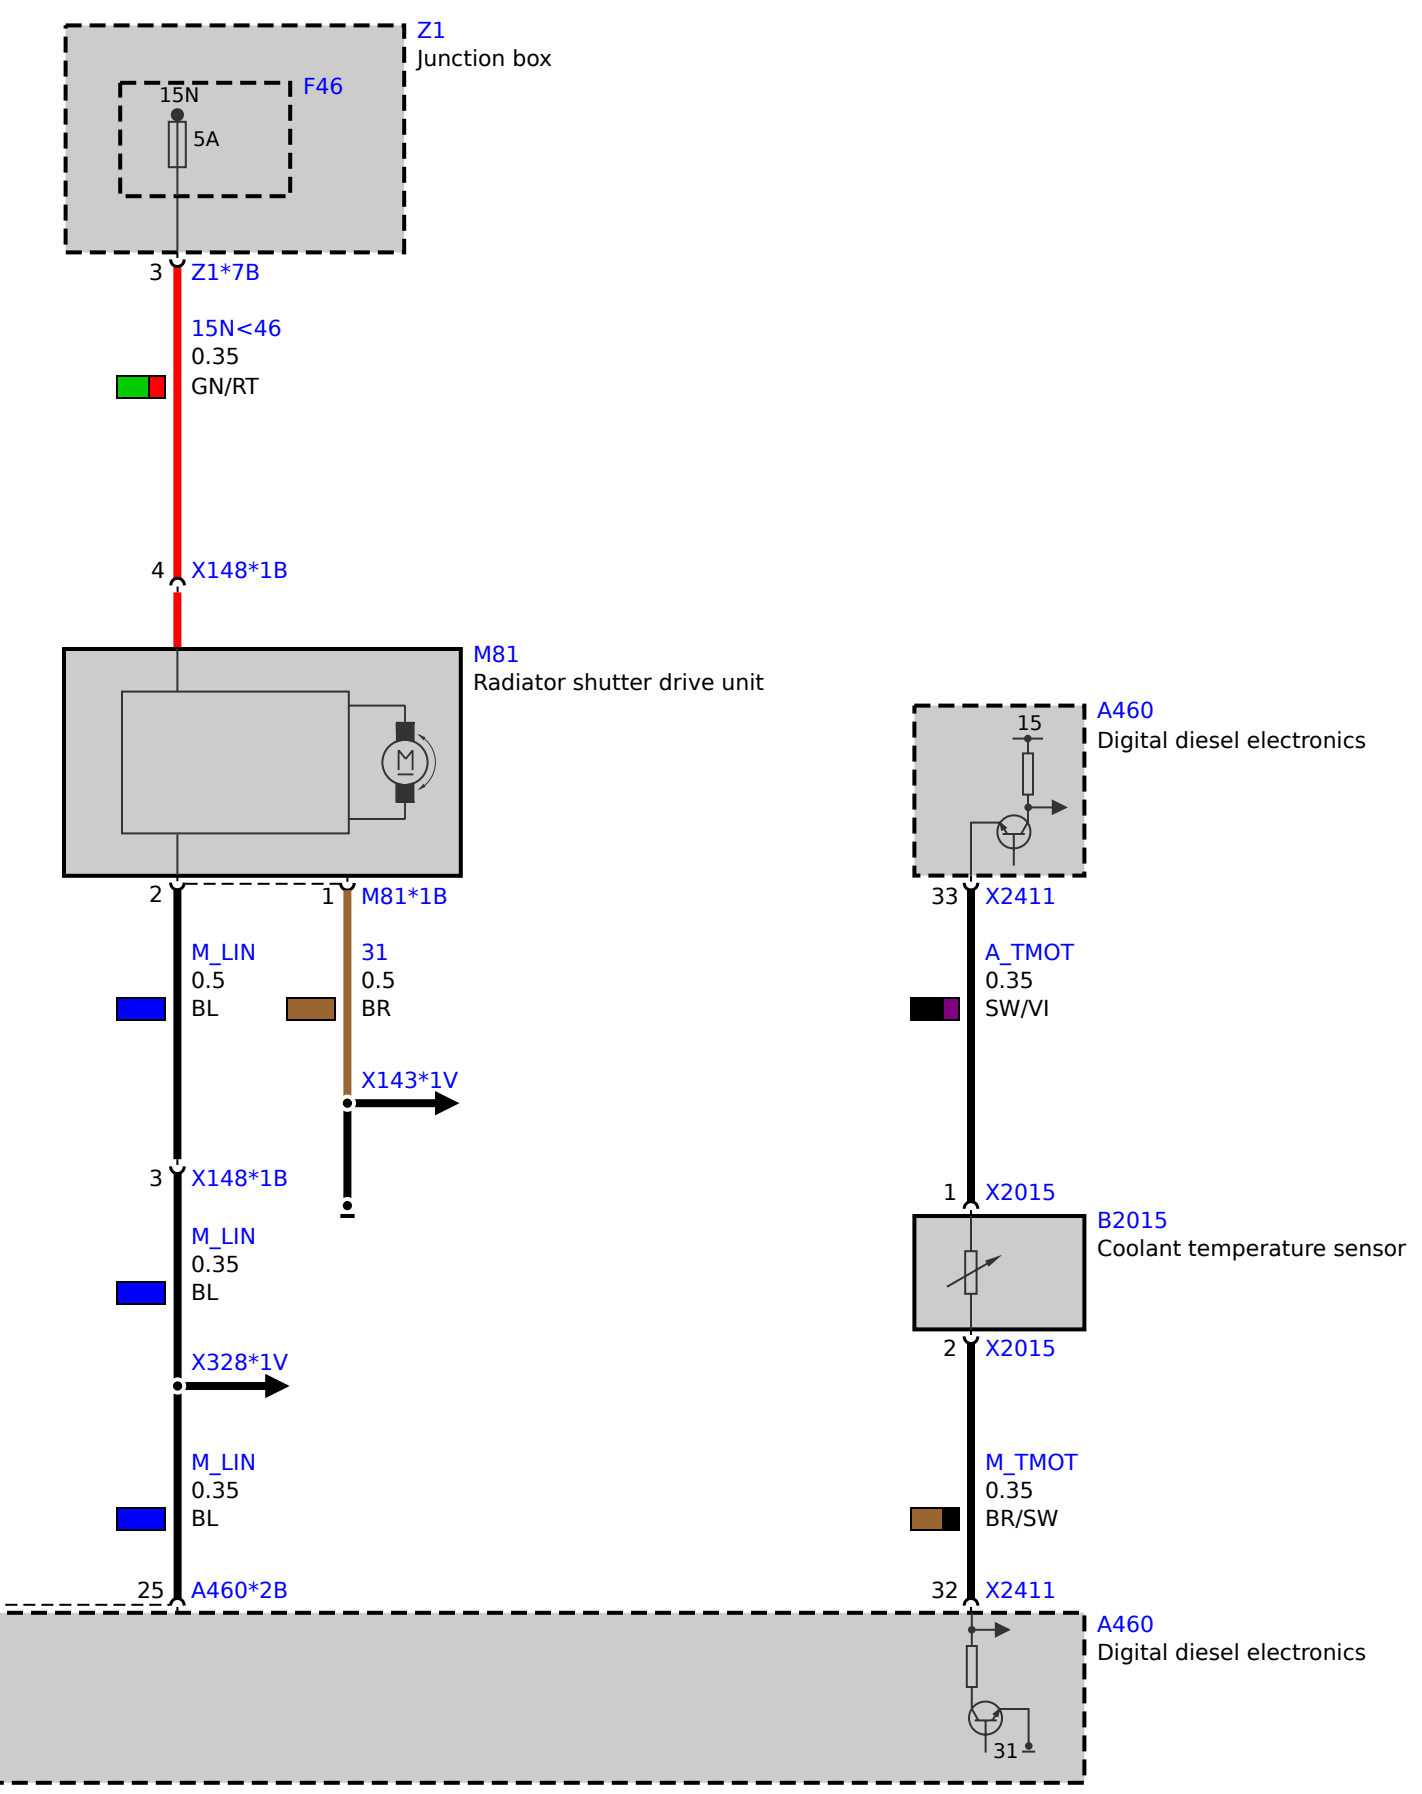 Z1
Junction box
F46
15N
5A
3 Z1*7B
15N<46
0.35
GN/RT
4 X148*1B
M81
Radiator shutter drive unit
M
2
1 M81*1B
M_LIN
0.5
BL
31
0.5
BR
X143*1V
3 X148*1B
M_LIN
0.35
BL
X328*1V
M_LIN
0.35
BL
25 A460*2B
A460
Digital diesel electronics
15
33 X2411
A_TMOT
0.35
SW/VI
1 X2015
B2015
Coolant temperature sensor
2 X2015
M_TMOT
0.35
BR/SW
32 X2411
A460
Digital diesel electronics
31